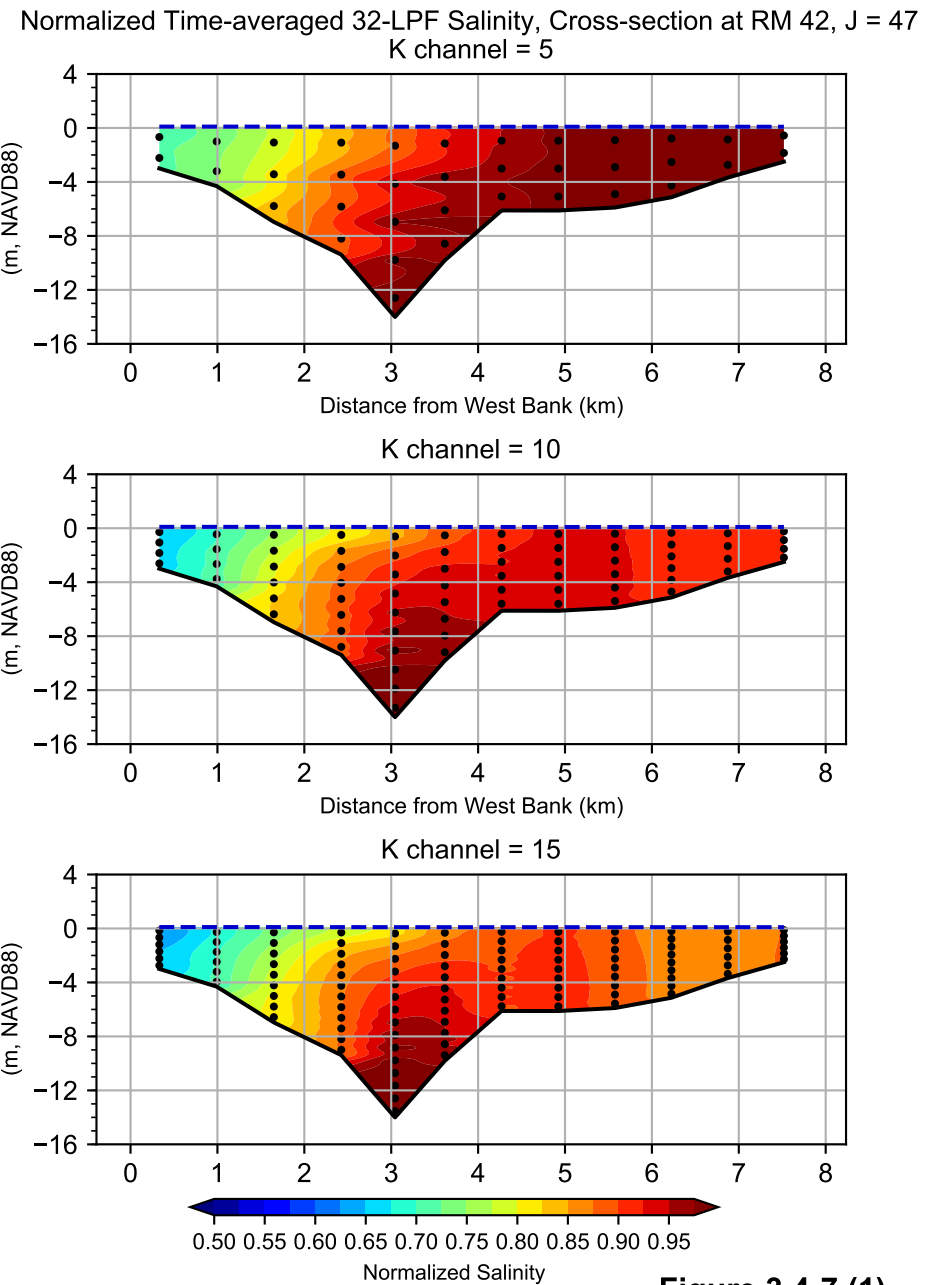 Normalized Time-averaged 32-LPF Salinity, Cross-section at RM 42, J = 47
K channel = 5
4
0
−4
−8
−12
−16
(m, NAVD88)
0 1 2 3 4 5 6 7 8
Distance from West Bank (km)
K channel = 10
4
0
−4
−8
−12
−16
(m, NAVD88)
0 1 2 3 4 5 6 7 8
Distance from West Bank (km)
K channel = 15
4
0
−4
−8
−12
−16
(m, NAVD88)
0 1 2 3 4 5 6 7 8
0.50 0.55 0.60 0.65 0.70 0.75 0.80 0.85 0.90 0.95
Normalized Salinity